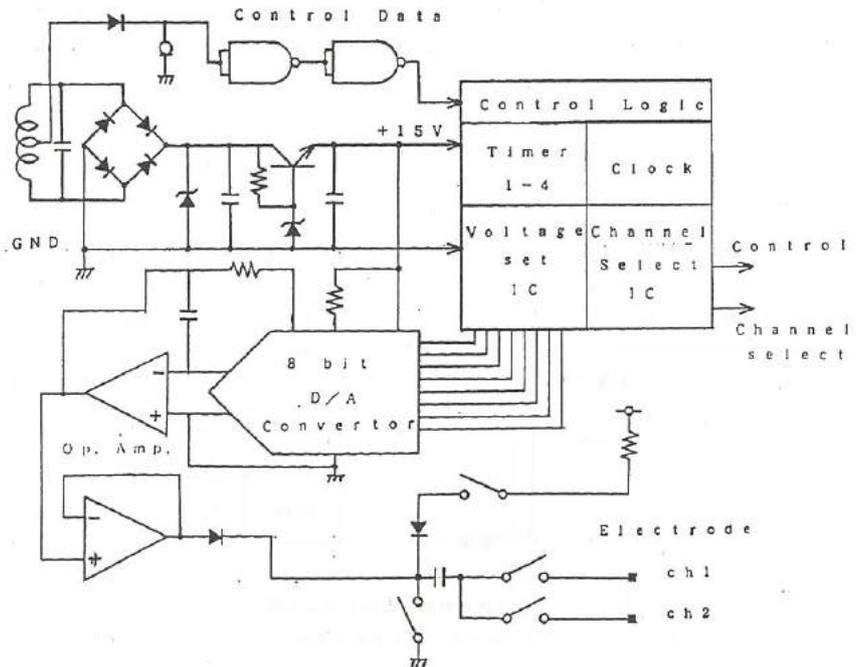 Control Data
Control Logic
+15V
Timer
1-4
Clock
Voltage
set
IC
Channel
Select
IC
GND
Control
Channel
select
8 bit
D/A
Convertor
-
+
Op. Amp.
-
+
Electrode
ch1
ch2